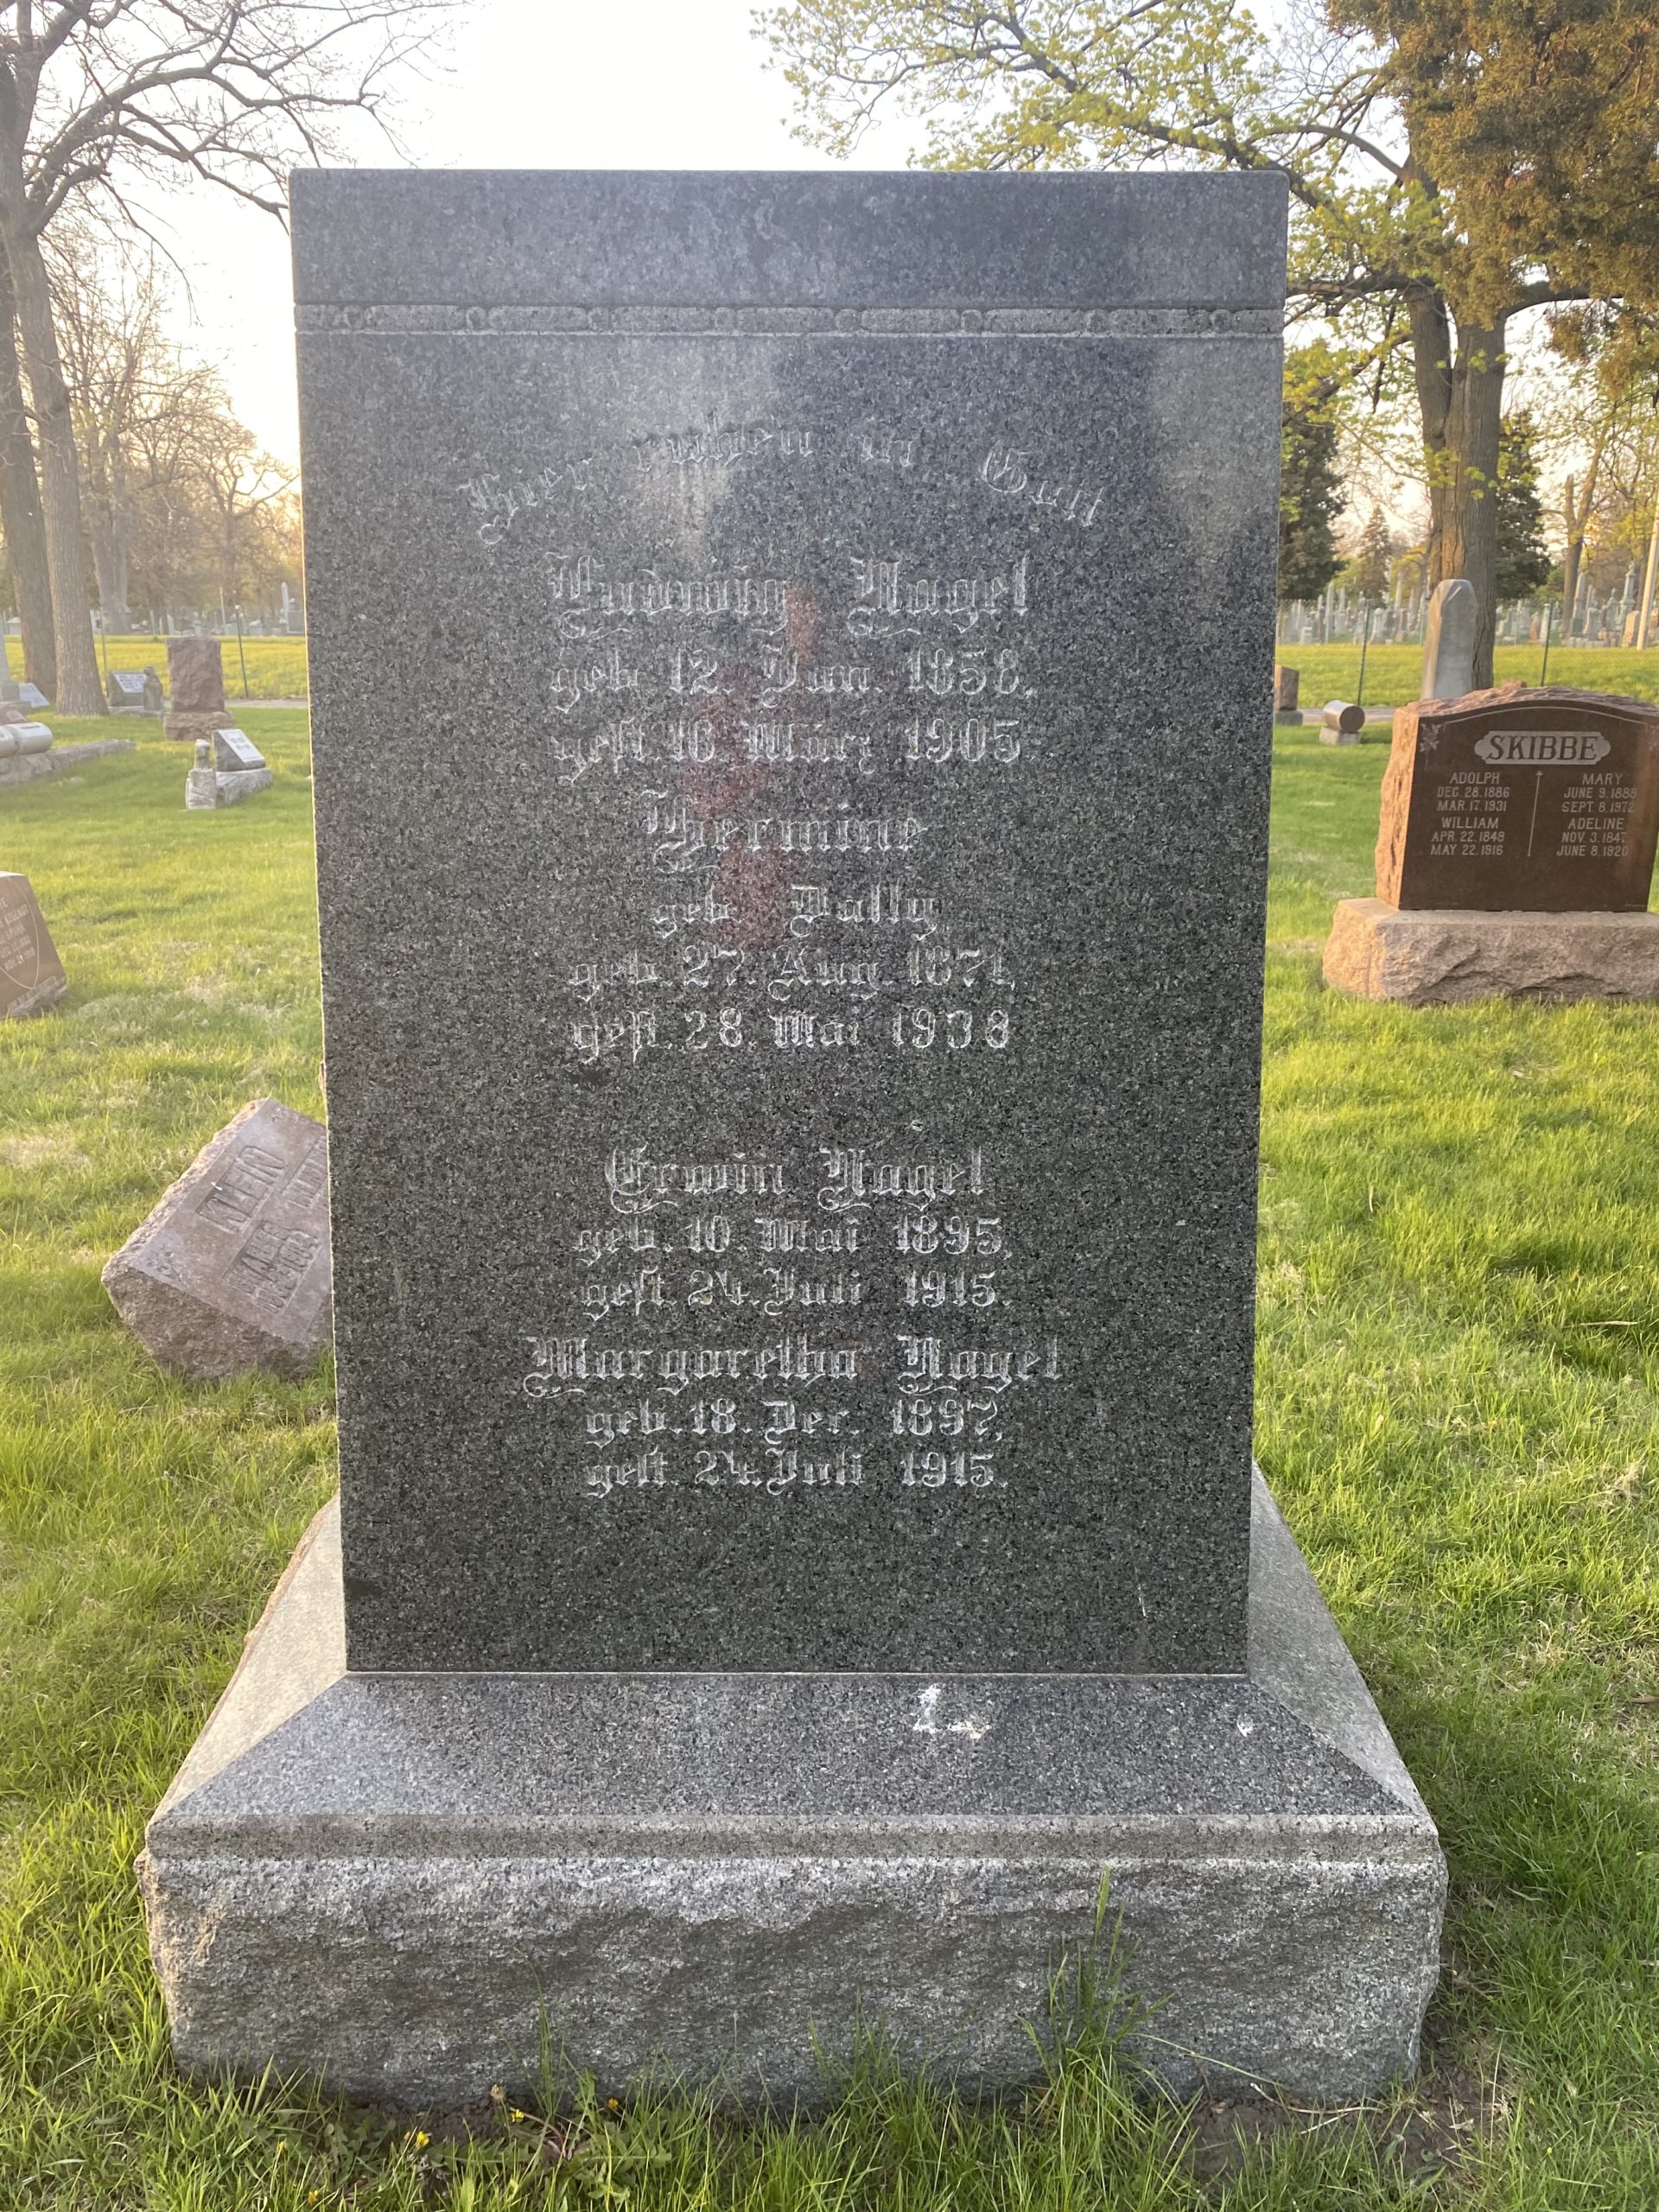 Hier ruhen in Gott
Ludwig Nagel
geb. 12. Jan. 1858,
gest. 16. März 1905.
Hermine
geb. Dally
geb. 27. Aug. 1871,
gest. 28. Mai 1938
Erwin Nagel
geb. 10. Mai 1895,
gest. 24. Juli 1915.
Margaretha Nagel
geb. 18. Dez. 1897,
gest. 24. Juli 1915.
SKIBBE
ADOLPH
DEC. 28. 1886
MAR. 17. 1931
WILLIAM
APR. 22. 1849
MAY 22. 1916
MARY
JUNE 9. 1888
SEPT. 8. 1972
ADELINE
NOV. 3. 1847
JUNE 8. 1920